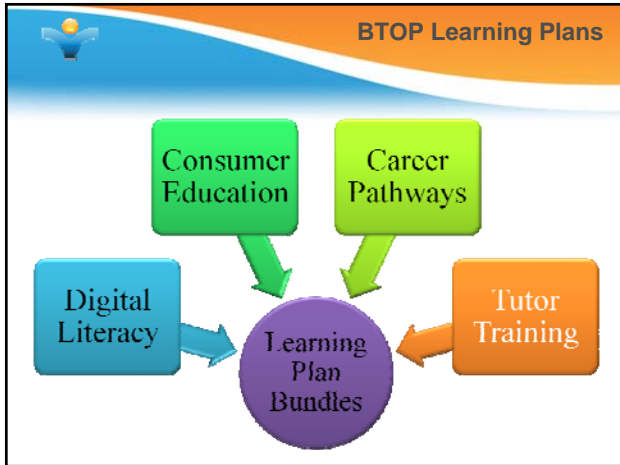 BTOP Learning Plans
Consumer
Education
Career
Pathways
Digital
Literacy
Tutor
Training
Learning
Plan
Bundles